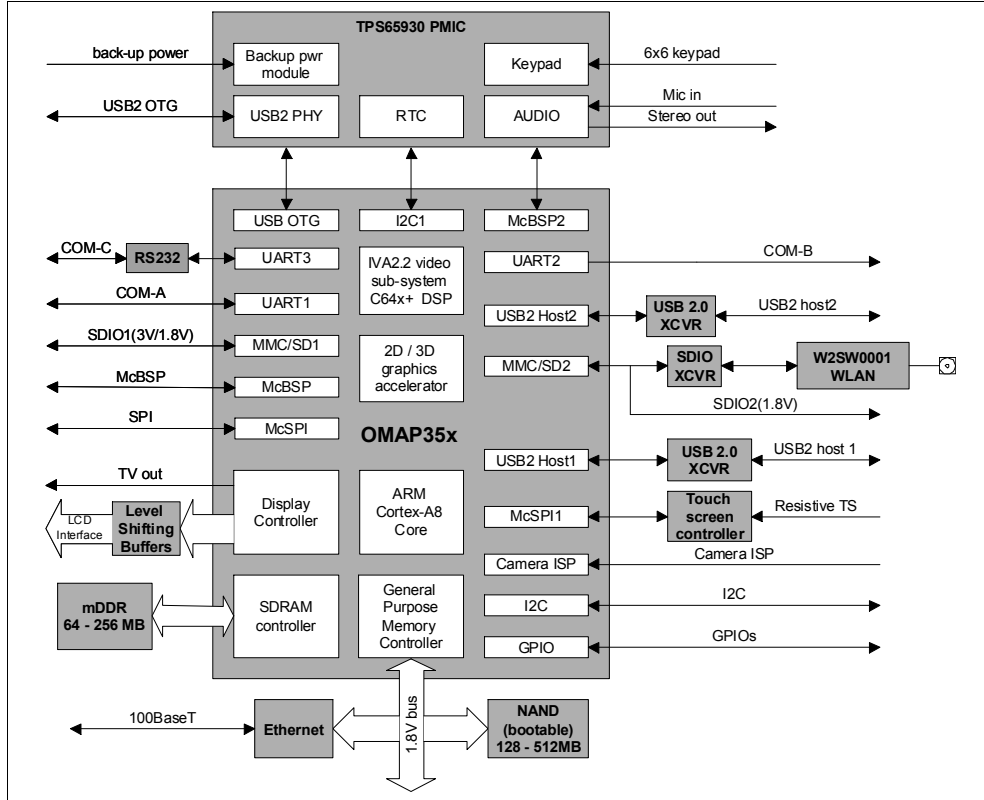 TPS65930 PMIC
back-up power
Backup pwr
module
Keypad
6x6 keypad
USB2 OTG
USB2 PHY
RTC
AUDIO
Mic in
Stereo out
USB OTG
I2C1
McBSP2
COM-C
RS232
UART3
IVA2.2 video
sub-system
C64x+ DSP
UART2
COM-B
COM-A
UART1
USB2 Host2
USB 2.0
XCVR
USB2 host2
SDIO1(3V/1.8V)
MMC/SD1
2D / 3D
graphics
accelerator
MMC/SD2
SDIO
XCVR
W2SW0001
WLAN
McBSP
McBSP
SDIO2(1.8V)
SPI
McSPI
OMAP35x
USB2 Host1
USB 2.0
XCVR
USB2 host 1
TV out
Display
Controller
ARM
Cortex-A8
Core
McSPI1
Touch
screen
controller
Resistive TS
LCD
Interface
Level
Shifting
Buffers
Camera ISP
Camera ISP
mDDR
64 - 256 MB
SDRAM
controller
General
Purpose
Memory
Controller
I2C
I2C
GPIO
GPIOs
100BaseT
Ethernet
1.8V bus
NAND
(bootable)
128 - 512MB